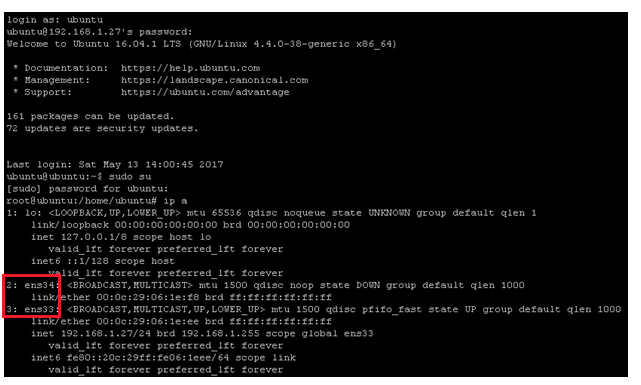 login as: ubuntu
ubuntu@192.168.1.27's password:
Welcome to Ubuntu 16.04.1 LTS (GNU/Linux 4.4.0-38-generic x86_64)
* Documentation: https://help.ubuntu.com
* Management: https://landscape.canonical.com
* Support: https://ubuntu.com/advantage
161 packages can be updated.
72 updates are security updates.
Last login: Sat May 13 14:00:45 2017
ubuntu@ubuntu:~$ sudo su
[sudo] password for ubuntu:
root@ubuntu:/home/ubuntu# ip a
1: lo: <LOOPBACK,UP,LOWER_UP> mtu 65536 qdisc noqueue state UNKNOWN group default qlen 1
link/loopback 00:00:00:00:00:00 brd 00:00:00:00:00:00
inet 127.0.0.1/8 scope host lo
valid_lft forever preferred_lft forever
inet6 ::1/128 scope host
valid_lft forever preferred_lft forever
2: ens34: <BROADCAST,MULTICAST> mtu 1500 qdisc noop state DOWN group default qlen 1000
link/ether 00:0c:29:06:1e:f8 brd ff:ff:ff:ff:ff:ff
3: ens33: <BROADCAST,MULTICAST,UP,LOWER_UP> mtu 1500 qdisc pfifo_fast state UP group default qlen 1000
link/ether 00:0c:29:06:1e:ee brd ff:ff:ff:ff:ff:ff
inet 192.168.1.27/24 brd 192.168.1.255 scope global ens33
valid_lft forever preferred_lft forever
inet6 fe80::20c:29ff:fe06:1eee/64 scope link
valid_lft forever preferred_lft forever